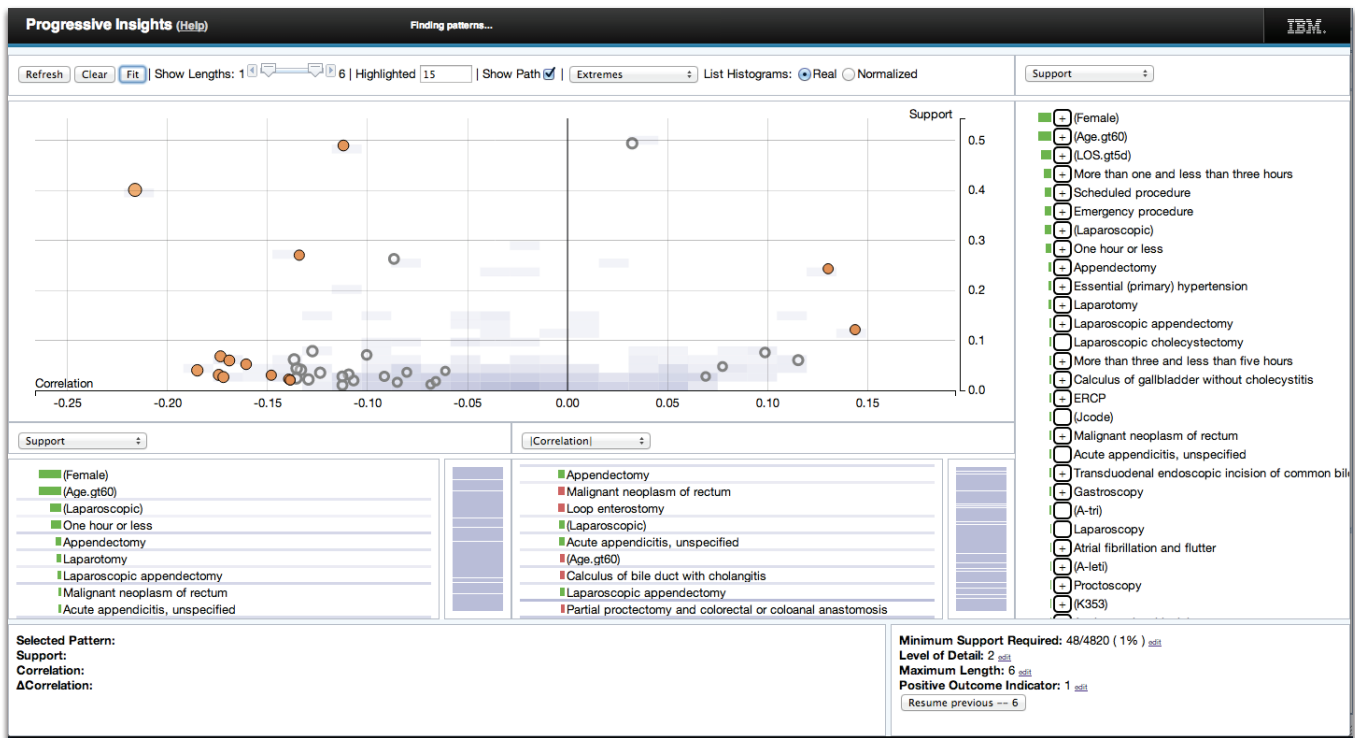 Progressive Insights (Help)
Finding patterns...
IBM.
Refresh Clear Fit | Show Lengths: 1 6 | Highlighted 15 | Show Path | Extremes List Histograms: Real Normalized
Support
Support
0.5
0.4
0.3
0.2
0.1
0.0
Correlation
-0.25 -0.20 -0.15 -0.10 -0.05 0.00 0.05 0.10 0.15
+ (Female)
+ (Age.gt60)
+ (LOS.gt5d)
+ More than one and less than three hours
+ Scheduled procedure
+ Emergency procedure
+ (Laparoscopic)
+ One hour or less
+ Appendectomy
+ Essential (primary) hypertension
+ Laparotomy
+ Laparoscopic appendectomy
Laparoscopic cholecystectomy
+ More than three and less than five hours
+ Calculus of gallbladder without cholecystitis
+ ERCP
(Jcode)
+ Malignant neoplasm of rectum
Acute appendicitis, unspecified
+ Transduodenal endoscopic incision of common bile
+ Gastroscopy
(A-tri)
Laparoscopy
+ Atrial fibrillation and flutter
+ (A-leti)
+ Proctoscopy
+ (K353)
Support
(Female)
(Age.gt60)
(Laparoscopic)
One hour or less
Appendectomy
Laparotomy
Laparoscopic appendectomy
Malignant neoplasm of rectum
Acute appendicitis, unspecified
|Correlation|
Appendectomy
Malignant neoplasm of rectum
Loop enterostomy
(Laparoscopic)
Acute appendicitis, unspecified
(Age.gt60)
Calculus of bile duct with cholangitis
Laparoscopic appendectomy
Partial proctectomy and colorectal or coloanal anastomosis
Selected Pattern:
Support:
Correlation:
ΔCorrelation:
Minimum Support Required: 48/4820 ( 1% ) edit
Level of Detail: 2 edit
Maximum Length: 6 edit
Positive Outcome Indicator: 1 edit
Resume previous -- 6